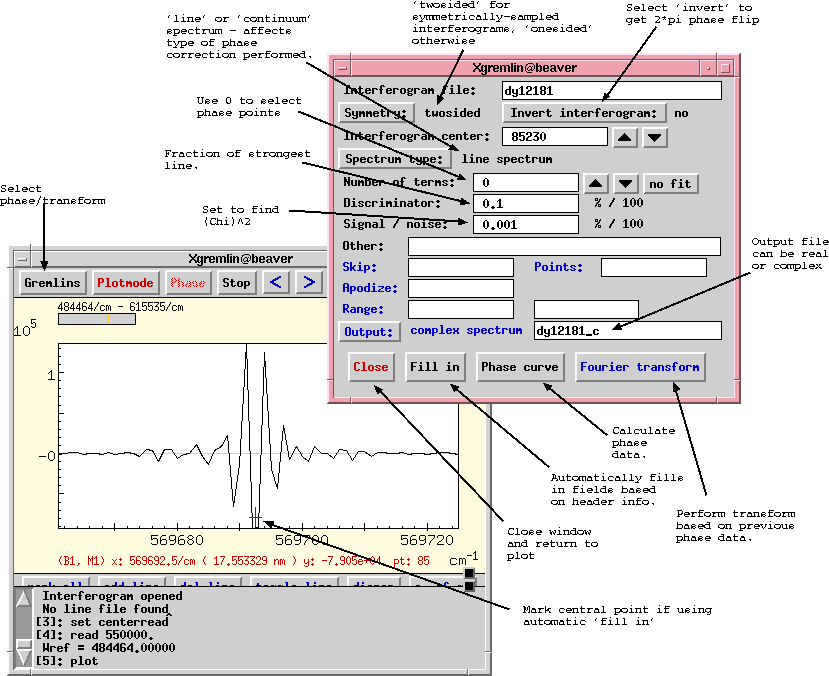 'line' or 'continuum'
spectrum - affects
type of phase
correction performed.
'twosided' for
symmetrically-sampled
interferograms, 'onesided'
otherwise
Select 'invert' to
get 2*pi phase flip
Use 0 to select
phase points
Fraction of strongest
line.
Set to find
(Chi)^2
Select
phase/transform
Xgremlin@beaver
Interferogram file: dy12181
Symmetry: twosided Invert interferogram: no
Interferogram center: 85230
Spectrum type: line spectrum
Number of terms: 0 no fit
Discriminator: 0.1 % / 100
Signal / noise: 0.001 % / 100
Other:
Skip: Points:
Apodize:
Range:
Output: complex spectrum dy12181_c
Close Fill in Phase curve Fourier transform
Output file
can be real
or complex
Xgremlin@beaver
Gremlins Plotmode Phase Stop < >
484464/cm - 615535/cm
10^5
1
-0
569680 569700 569720
(B1, M1) x: 569692.5/cm ( 17.553329 nm ) y: -7.905e+04 pt: 85 cm-1
Interferogram opened
No line file found
[3]: set centerread
[4]: read 550000.
Wref = 484464.00000
[5]: plot
Calculate
phase
data.
Automatically fille
in fields based
on header info.
Perform transform
based on previous
phase data.
Close window
and return to
plot
Mark central point if using
automatic 'fill in'